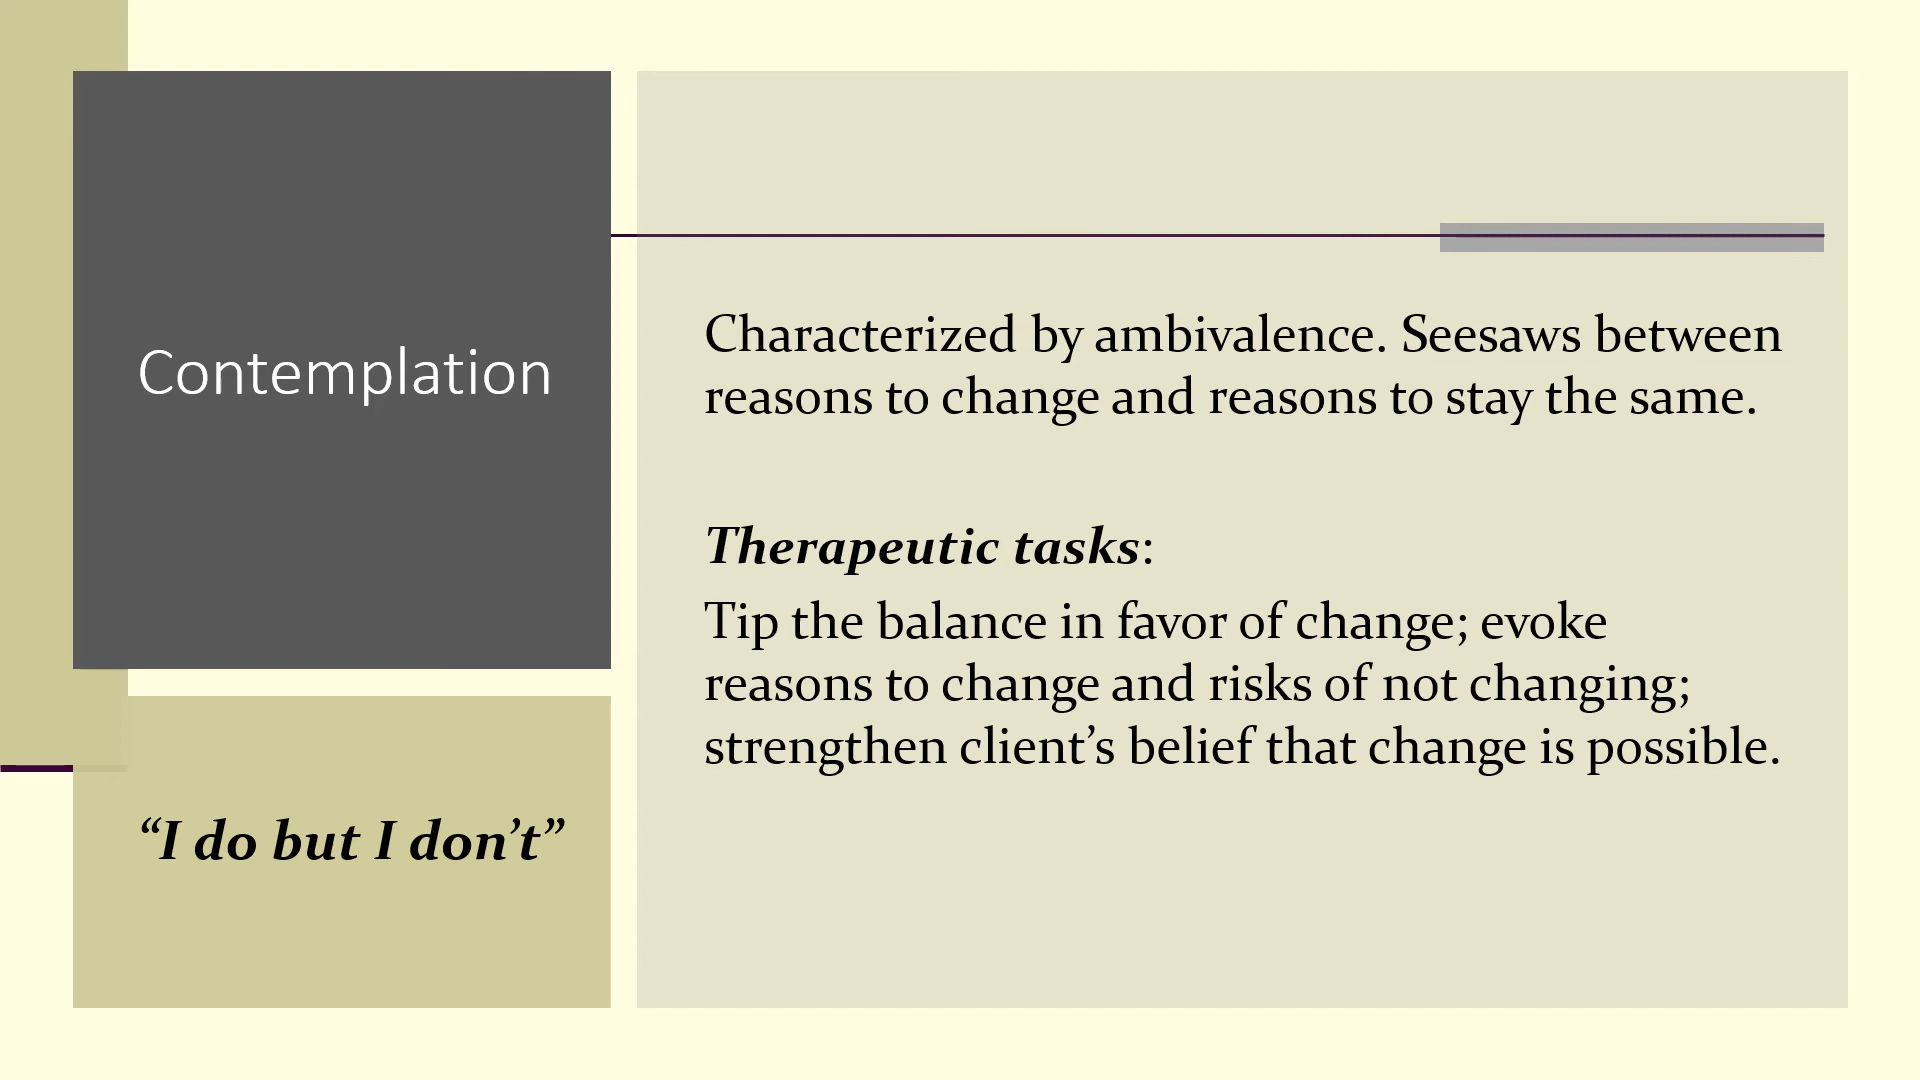 Contemplation
“I do but I don’t”
Characterized by ambivalence. Seesaws between
reasons to change and reasons to stay the same.
Therapeutic tasks:
Tip the balance in favor of change; evoke
reasons to change and risks of not changing;
strengthen client’s belief that change is possible.